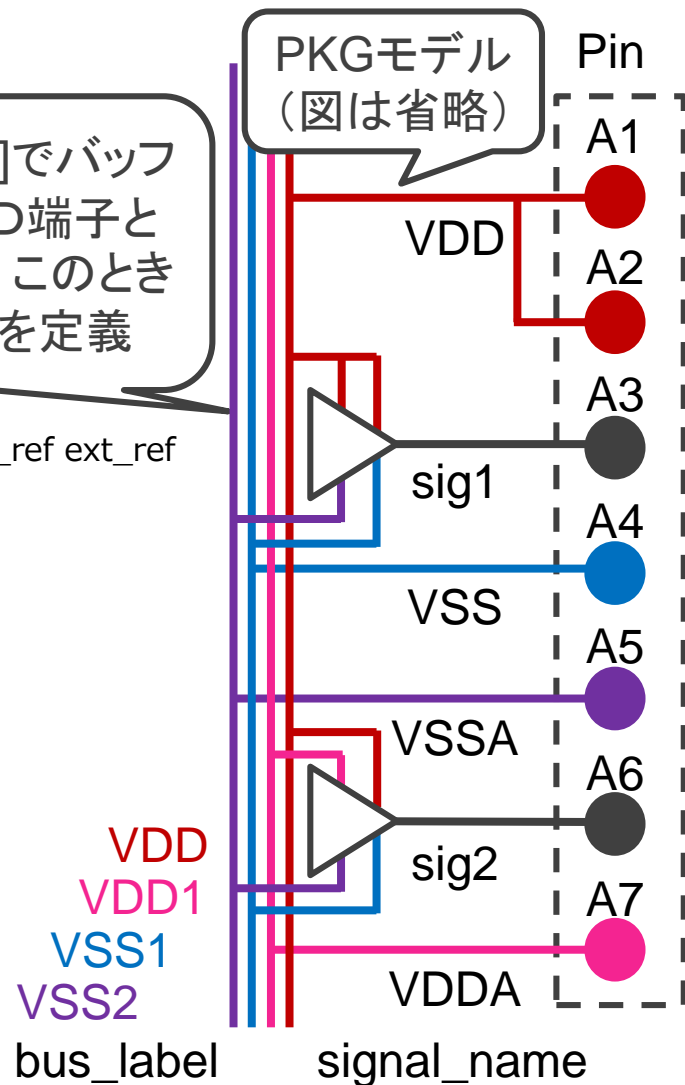 PKGモデル
(図は省略)
Pin
]でバッフ
D端子と
このとき
を定義
_ref ext_ref
A1
VDD
A2
A3
sig1
A4
VSS
A5
VSSA
A6
sig2
A7
VDDA
VDD
VDD1
VSS1
VSS2
bus_label
signal_name